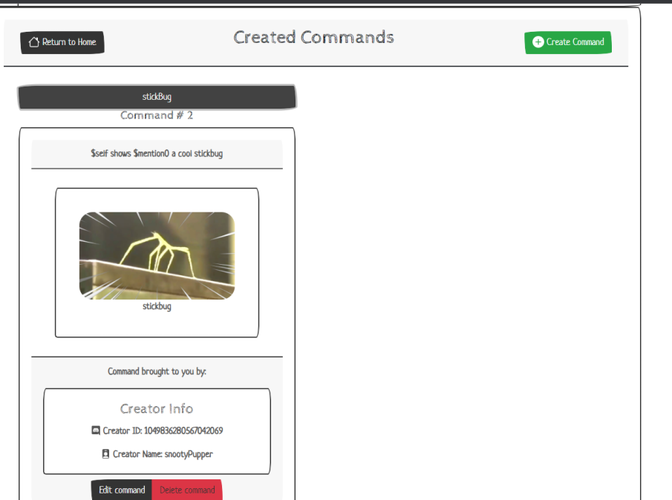 Return to Home
Created Commands
Create Command
stickBug
Command # 2
$self shows $mention0 a cool stickbug
stickbug
Command brought to you by:
Creator Info
Creator ID: 1049836280567042069
Creator Name: snootyPupper
Edit command
Delete command